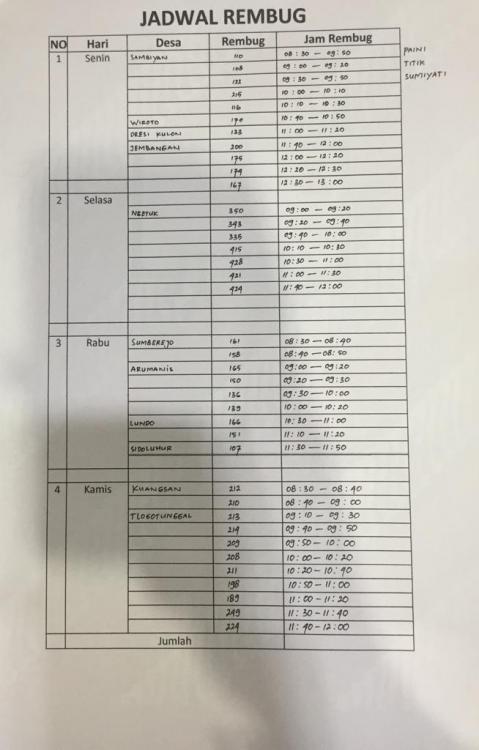 JADWAL REMBUG
NO Hari Desa Rembug Jam Rembug
1 Senin SAMBIYAN 110 08:30 - 08:50 PAINI
108 09:00 - 09:20 TITIK
122 09:30 - 09:50 SUMIYATI
215 10:00 - 10:10
116 10:10 - 10:30
WIROTO 170 10:40 - 10:50
DRESI KULON 123 11:00 - 11:20
JEMBANGAN 200 11:40 - 12:00
175 12:00 - 12:20
179 12:20 - 12:30
167 12:30 - 13:00
2 Selasa
350 09:00 - 09:20
343 09:20 - 09:40
335 09:40 - 10:00
415 10:10 - 10:30
428 10:30 - 11:00
421 11:00 - 11:30
424 11:40 - 12:00
3 Rabu SUMBEREJO 161 08:30 - 08:40
158 08:40 - 08:50
ARUMANIS 165 09:00 - 09:20
150 09:20 - 09:30
136 09:30 - 10:00
139 10:00 - 10:20
LUNDO 166 10:30 - 11:00
151 11:10 - 11:20
SIDOLUHUR 107 11:30 - 11:50
4 Kamis KUANGSAN 212 08:30 - 08:40
210 08:40 - 09:00
TLOGOTUNGGAL 213 09:10 - 09:30
214 09:40 - 09:50
209 09:50 - 10:00
208 10:00 - 10:20
211 10:20 - 10:40
198 10:50 - 11:00
189 11:00 - 11:20
249 11:30 - 11:40
224 11:40 - 12:00
Jumlah